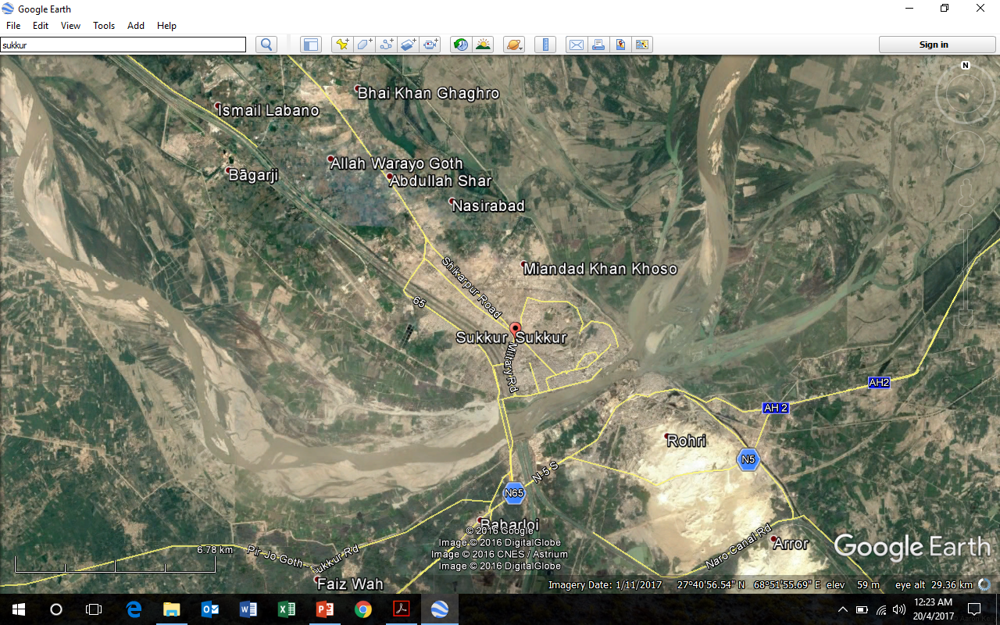 Google Earth
File Edit View Tools Add Help
sukkur
Sign in
N
Bhai Khan Ghaghro
Ismail Labano
Allah Warayo Goth
Bāgarji
Abdullah Shar
Nasirabad
Shikarpur Road
Miandad Khan Khoso
65
Sukkur Sukkur
Military Rd
AH2
AH 2
Rohri
N5
N-5 S
N65
Baharloi
© 2016 Google
Image © 2016 DigitalGlobe
Image © 2016 CNES / Astrium
Image © 2016 DigitalGlobe
Naro Canal Rd
Arror
Google Earth
6.78 km
Pir Jo Goth - Sukkur Rd
Faiz Wah
Imagery Date: 1/11/2017 27°40'56.54" N 68°51'55.69" E elev 59 m eye alt 29.36 km
12:23 AM
20/4/2017